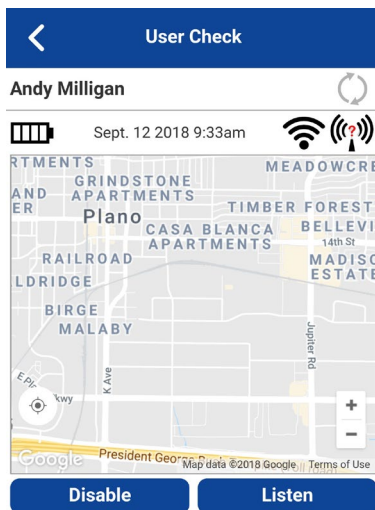 User Check
Andy Milligan
Sept. 12 2018 9:33am
?
RTMENTS
MEADOWCRE
GRINDSTONE
APARTMENTS
AND
ER
TIMBER FOREST
Plano
CASA BLANCA
APARTMENTS
BELLEVI
14th St
RAILROAD
MADISO
ESTATE
LDRIDGE
BIRGE
MALABY
Jupiter Rd
K Ave
E Pl
kwy
+
−
Google
President George
Map data ©2018 Google
Terms of Use
Disable
Listen